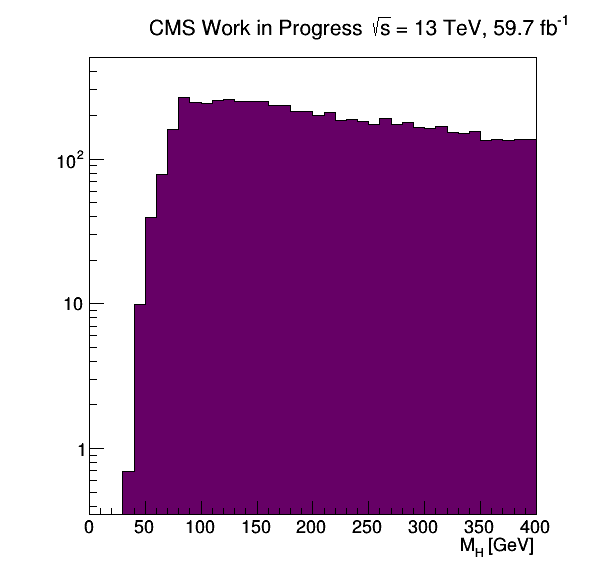 CMS Work in Progress √s = 13 TeV, 59.7 fb⁻¹
10²
10
1
0 50 100 150 200 250 300 350 400
M_H [GeV]